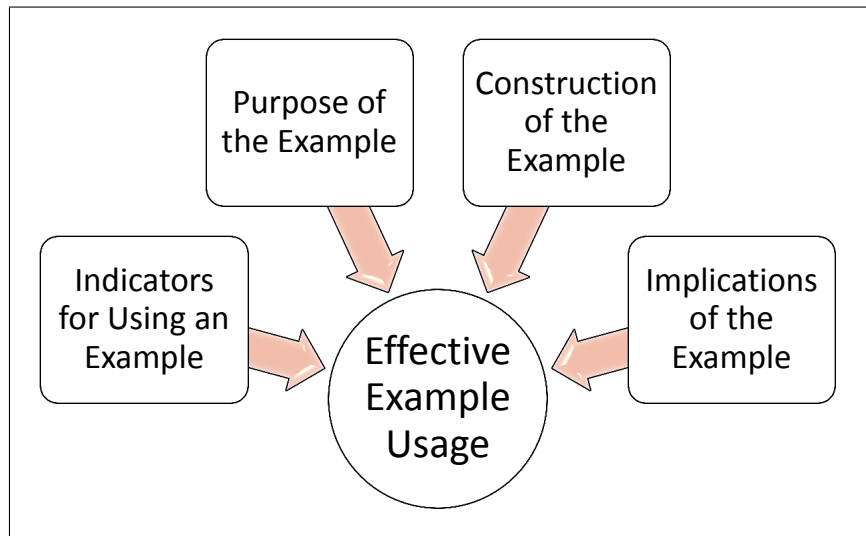 Purpose of
the Example
Construction
of the
Example
Indicators
for Using an
Example
Implications
of the
Example
Effective
Example
Usage